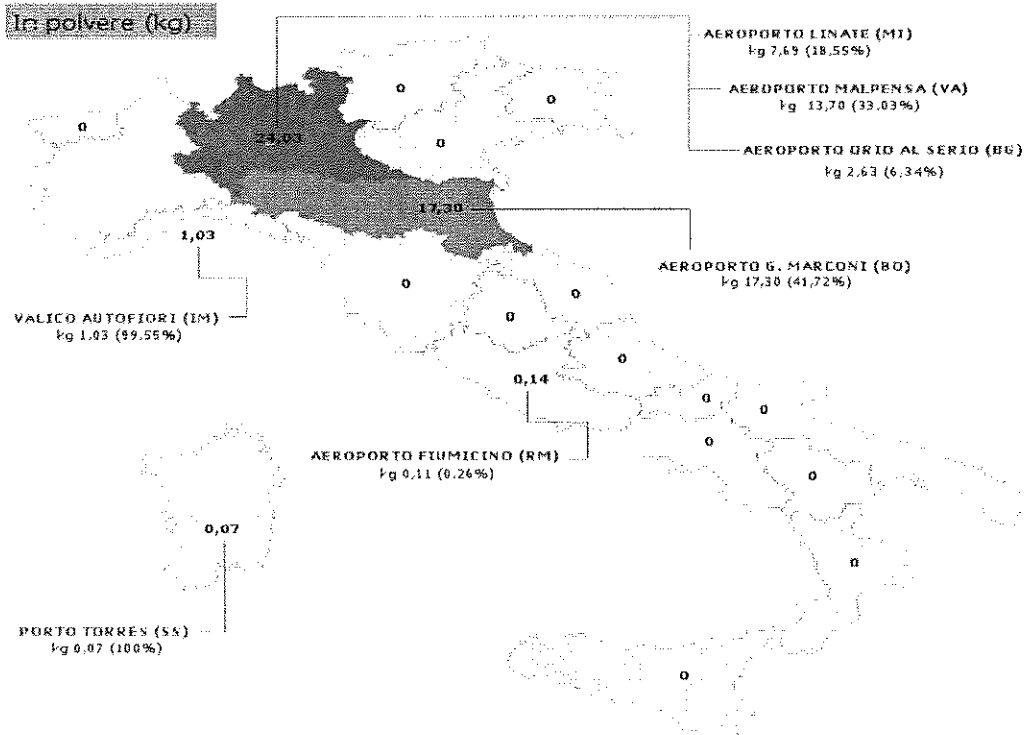 In polvere (kg)
AEROPORTO LINATE (MI)
kg 7,69 (18,55%)
AEROPORTO MALPENSA (VA)
kg 13,70 (33,03%)
AEROPORTO ORIO AL SERIO (BG)
kg 2,63 (6,34%)
0
0
0
24,03
0
17,30
1,03
AEROPORTO G. MARCONI (BO)
kg 17,30 (41,72%)
0
0
VALICO AUTOFIORI (IM)
kg 1,03 (99,55%)
0
0
0,14
0
0
0
AEROPORTO FIUMICINO (RM)
kg 0,11 (0,26%)
0
0,07
0
PORTO TORRES (SS)
kg 0,07 (100%)
0